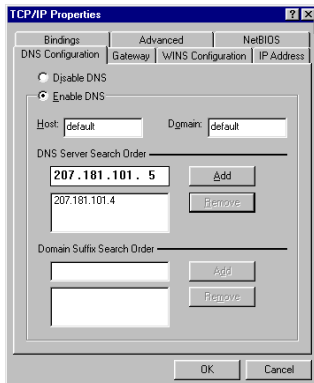 TCP/IP Properties
Bindings Advanced NetBIOS
DNS Configuration Gateway WINS Configuration IP Address
Disable DNS
Enable DNS
Host: default Domain: default
DNS Server Search Order
207.181.101. 5 Add
207.181.101.4 Remove
Domain Suffix Search Order
Add
Remove
OK Cancel